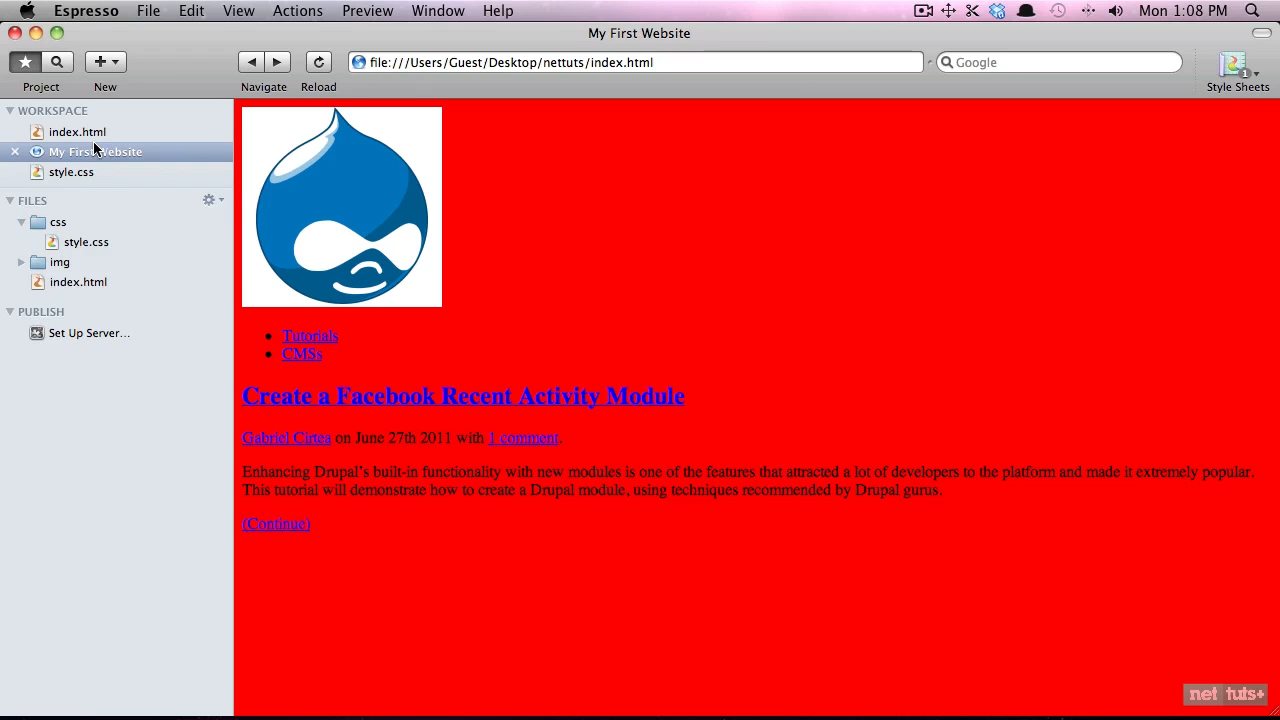 Espresso File Edit View Actions Preview Window Help Mon 1:08 PM
My First Website
file:///Users/Guest/Desktop/nettuts/index.html Google
1
Project New Navigate Reload Style Sheets
WORKSPACE
index.html
My First Website
style.css
FILES
css
style.css
img
index.html
PUBLISH
Set Up Server...
Tutorials
CMSs
Create a Facebook Recent Activity Module
Gabriel Cirtea on June 27th 2011 with 1 comment.
Enhancing Drupal's built-in functionality with new modules is one of the features that attracted a lot of developers to the platform and made it extremely popular.
This tutorial will demonstrate how to create a Drupal module, using techniques recommended by Drupal gurus.
(Continue)
net tuts+